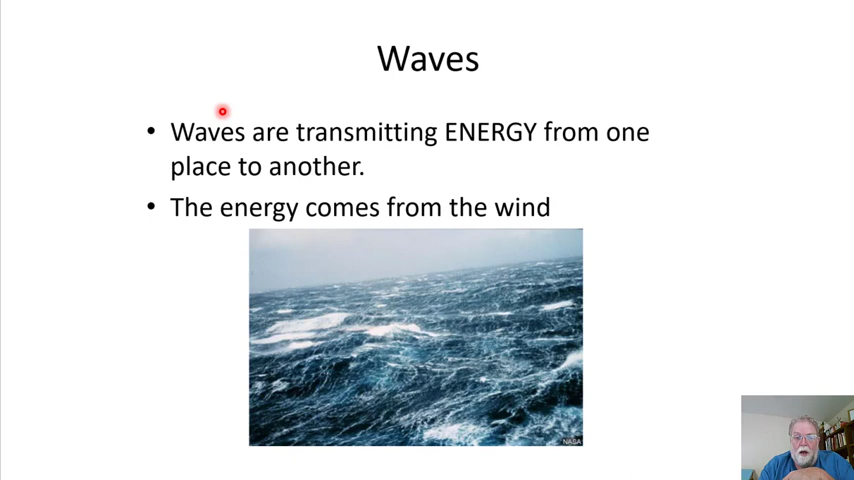 Waves
• Waves are transmitting ENERGY from one
place to another.
• The energy comes from the wind
NASA